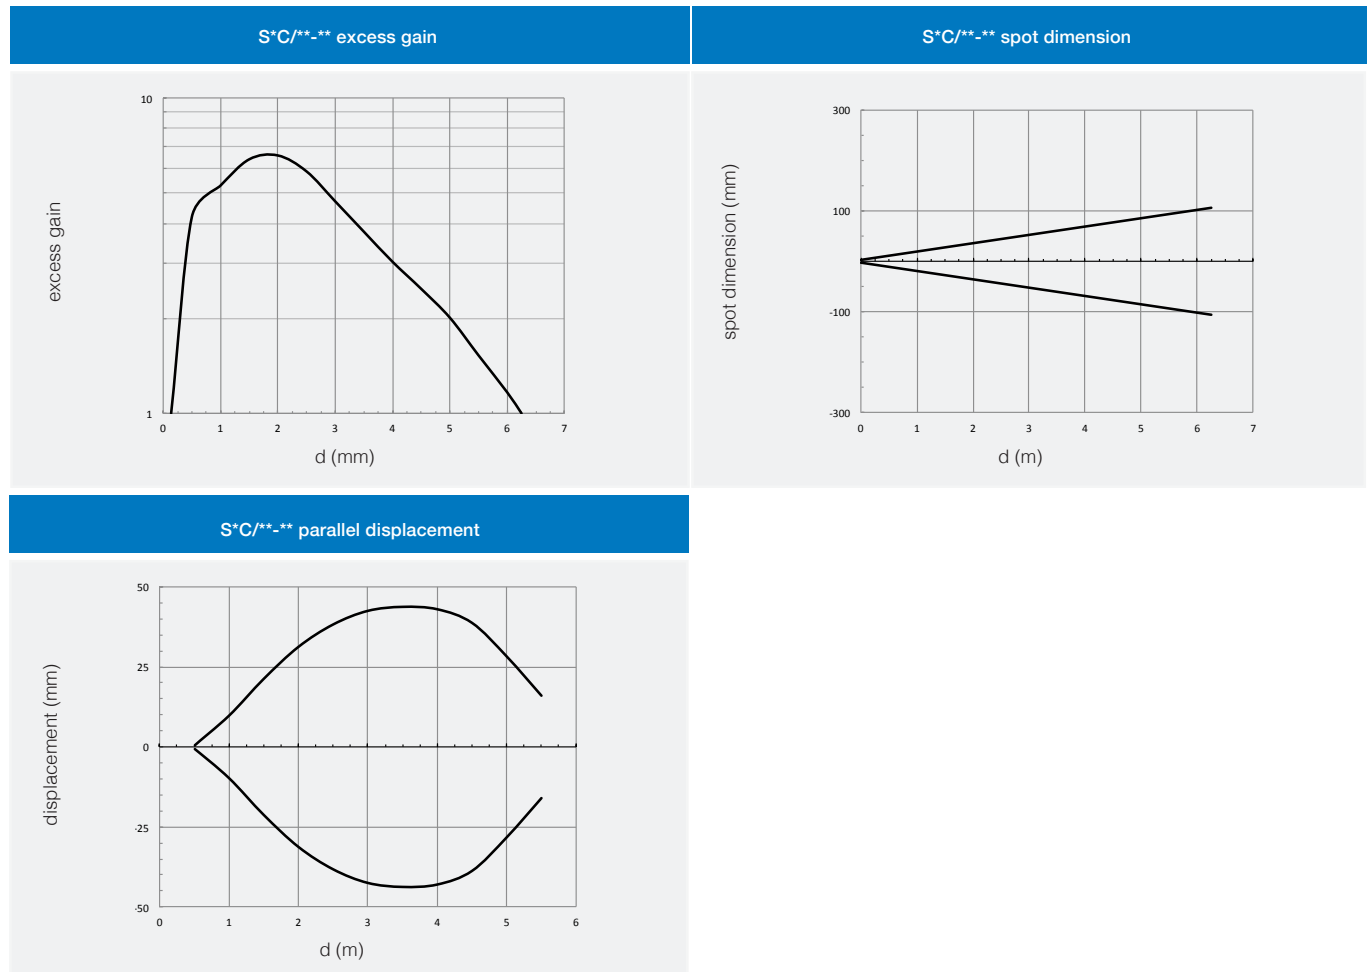 S*C/**-** excess gain
S*C/**-** spot dimension
excess gain
10
1
0 1 2 3 4 5 6 7
d (mm)
spot dimension (mm)
300
100
-100
-300
0 1 2 3 4 5 6 7
d (m)
S*C/**-** parallel displacement
displacement (mm)
50
25
0
-25
-50
0 1 2 3 4 5 6
d (m)